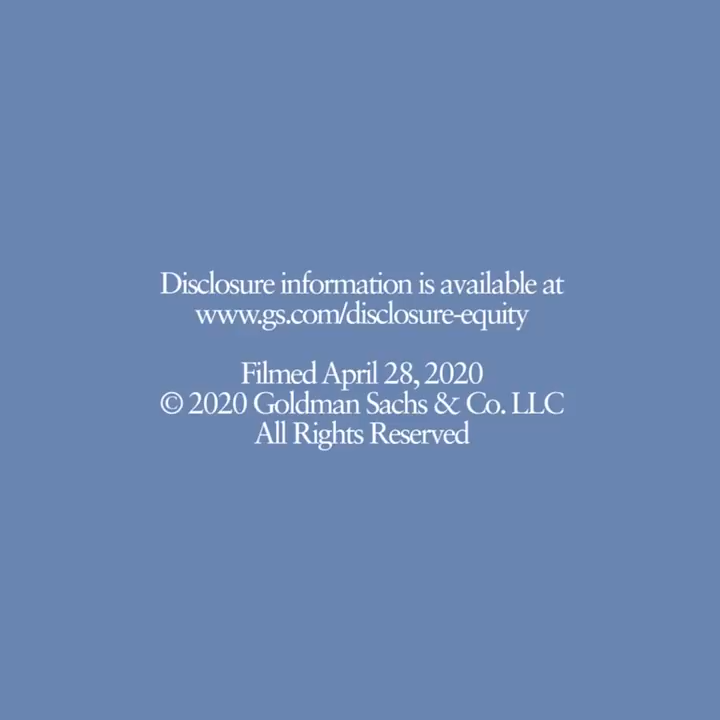 Disclosure information is available at
www.gs.com/disclosure-equity
Filmed April 28, 2020
© 2020 Goldman Sachs & Co. LLC
All Rights Reserved